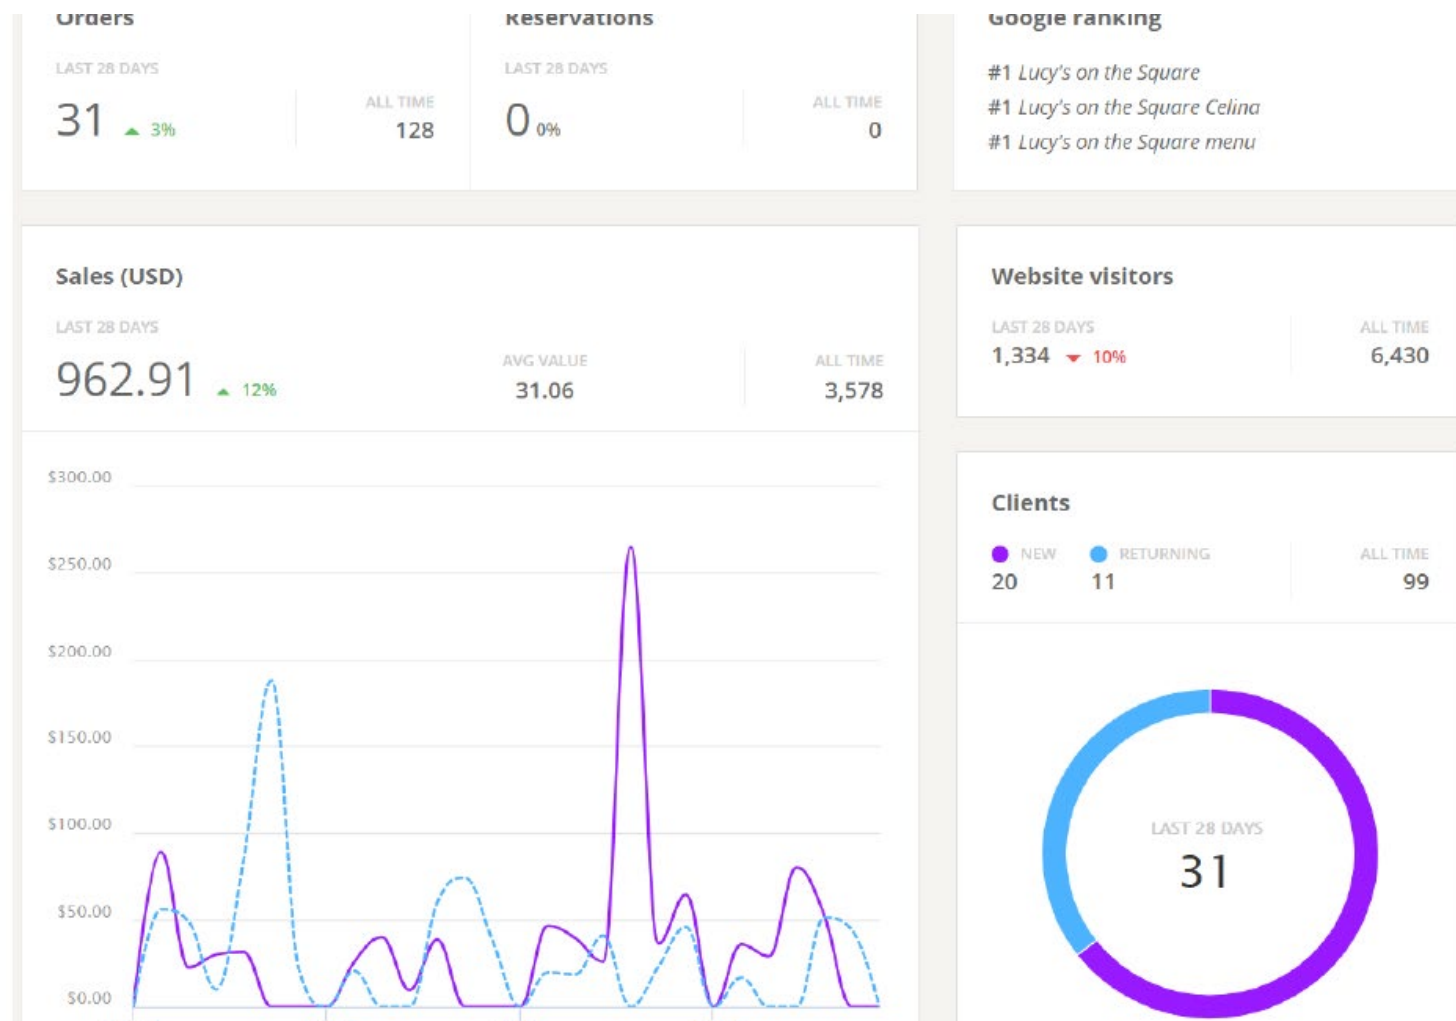 Orders
LAST 28 DAYS
31 3%
ALL TIME
128
Reservations
LAST 28 DAYS
0 0%
ALL TIME
0
Google ranking
#1 Lucy's on the Square
#1 Lucy's on the Square Celina
#1 Lucy's on the Square menu
Sales (USD)
LAST 28 DAYS
962.91 12%
AVG VALUE
31.06
ALL TIME
3,578
$300.00
$250.00
$200.00
$150.00
$100.00
$50.00
$0.00
Website visitors
LAST 28 DAYS
1,334 10%
ALL TIME
6,430
Clients
NEW
20
RETURNING
11
ALL TIME
99
LAST 28 DAYS
31